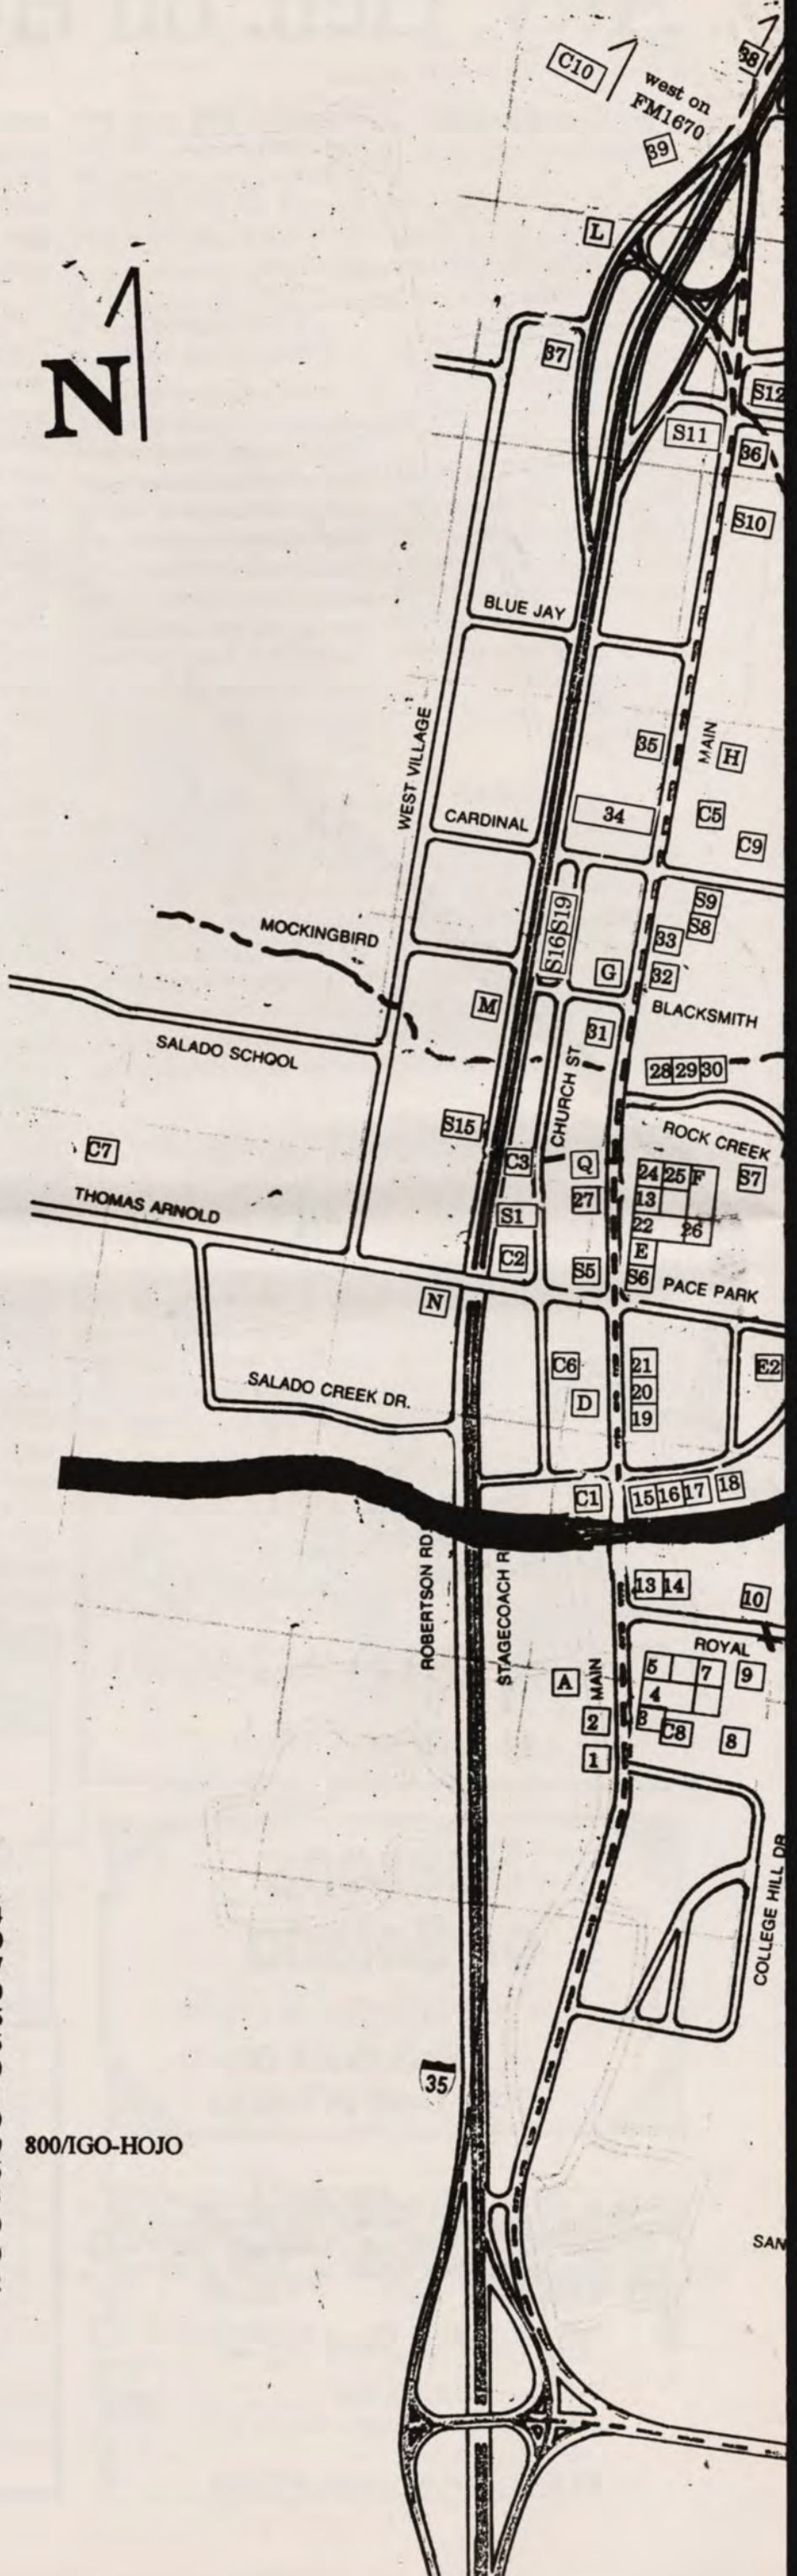 38
C10
west on
FM1670
39
L
N
37
S12
S11
36
S10
BLUE JAY
WEST VILLAGE
35
MAIN
H
34
C5
CARDINAL
C9
S16 S19
S9
S8
33
MOCKINGBIRD
G
32
M
BLACKSMITH
31
SALADO SCHOOL
CHURCH ST
28 29 30
S15
ROCK CREEK
C7
C3
Q
24 25 F
S7
27
13
THOMAS ARNOLD
S1
22
26
C2
E
S5
S6
PACE PARK
N
C6
21
E2
SALADO CREEK DR.
D
20
19
C1
15 16 17 18
ROBERTSON RD.
STAGECOACH R
13 14
10
ROYAL
A
MAIN
5
7
9
4
2
3
C8
8
1
COLLEGE HILL DR
35
800/IGO-HOJO
SAN